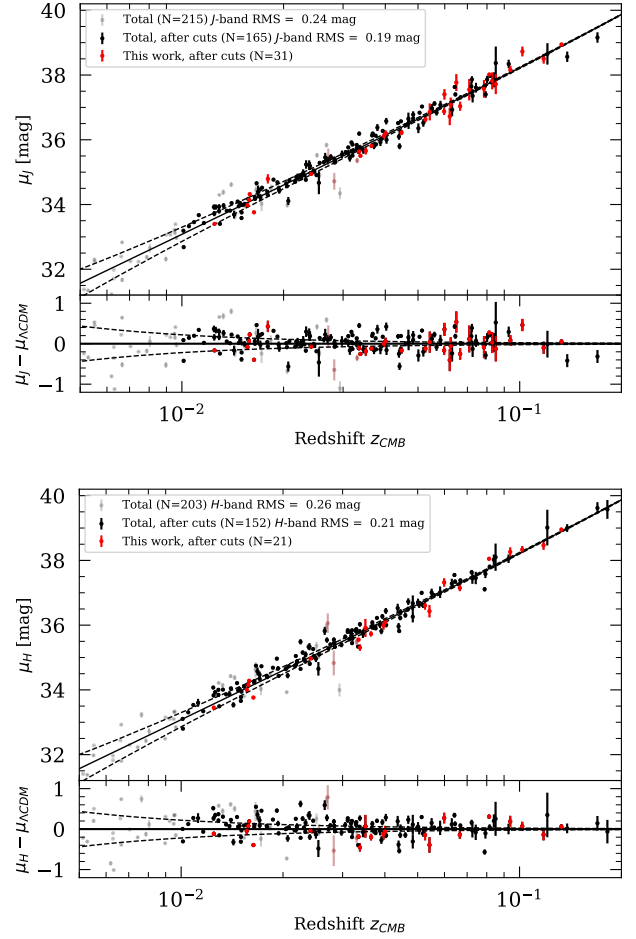 Total (N=215) J-band RMS = 0.24 mag
Total, after cuts (N=165) J-band RMS = 0.19 mag
This work, after cuts (N=31)
40
38
36
34
32
μJ [mag]
1
0
−1
μJ − μΛCDM
10−2
10−1
Redshift zCMB
Total (N=203) H-band RMS = 0.26 mag
Total, after cuts (N=152) H-band RMS = 0.21 mag
This work, after cuts (N=21)
40
38
36
34
32
μH [mag]
1
0
−1
μH − μΛCDM
10−2
10−1
Redshift zCMB